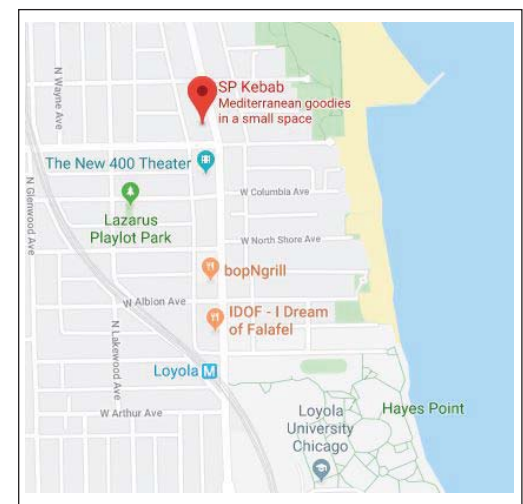 N Wayne Ave
SP Kebab
Mediterranean goodies
in a small space
The New 400 Theater
N Glenwood Ave
W Columbia Ave
Lazarus
Playlot Park
W North Shore Ave
bopNgrill
W Albion Ave
IDOF - I Dream
of Falafel
N Lakewood Ave
Loyola M
W Arthur Ave
Loyola
University
Chicago
Hayes Point